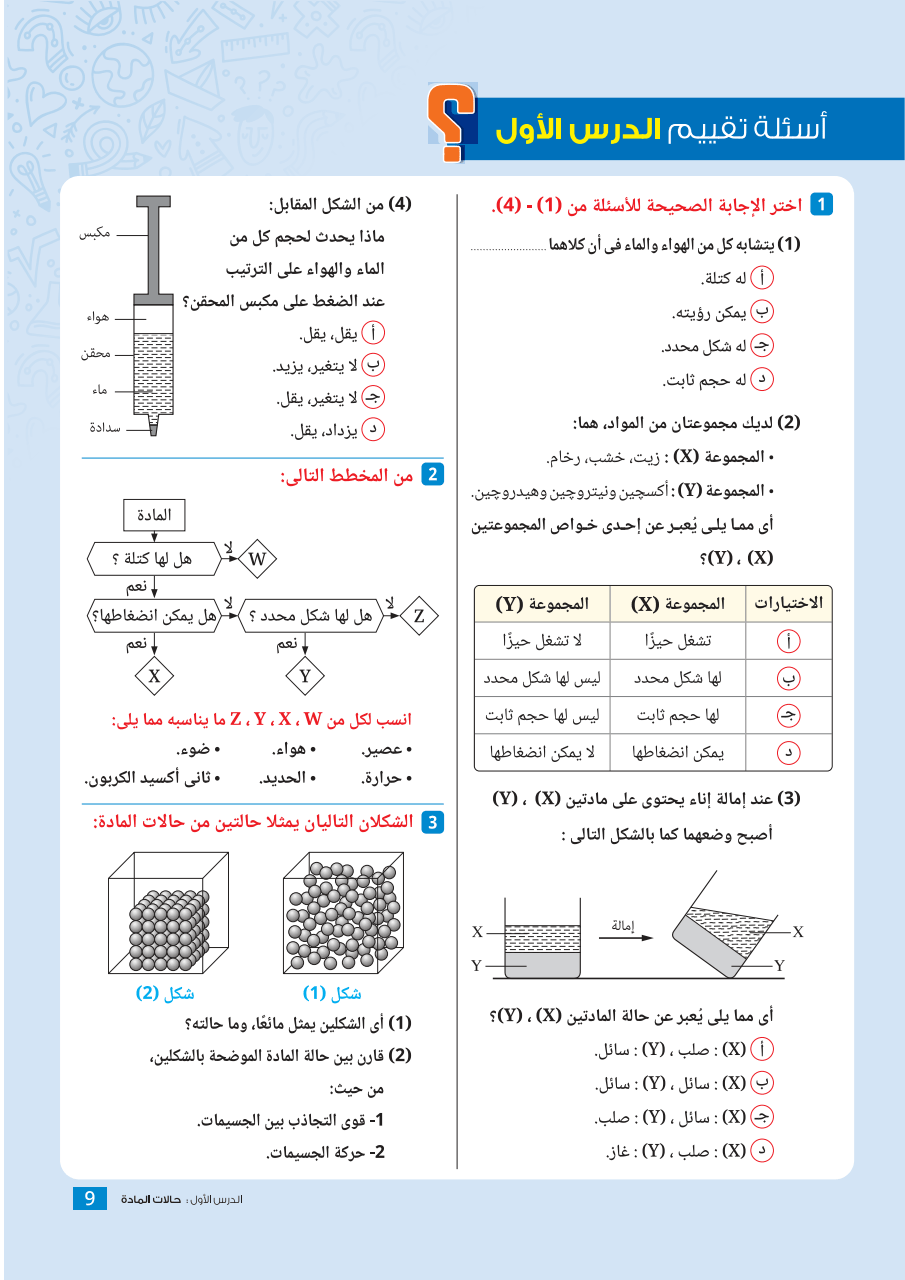 أسئلة تقييم الدرس الأول
1 اختر الإجابة الصحيحة للأسئلة من (1) - (4).
(1) يتشابه كل من الهواء والماء فى أن كلاهما ........................
أ له كتلة.
ب يمكن رؤيته.
جـ له شكل محدد.
د له حجم ثابت.
(2) لديك مجموعتان من المواد، هما:
• المجموعة (X) : زيت، خشب، رخام.
• المجموعة (Y) : أكسچين ونيتروچين وهيدروچين.
أى مما يلى يُعبر عن إحدى خواص المجموعتين
(X) ، (Y)؟
الاختيارات المجموعة (X) المجموعة (Y)
أ تشغل حيزًا لا تشغل حيزًا
ب لها شكل محدد ليس لها شكل محدد
جـ لها حجم ثابت ليس لها حجم ثابت
د يمكن انضغاطها لا يمكن انضغاطها
(3) عند إمالة إناء يحتوى على مادتين (X) ، (Y)
أصبح وضعهما كما بالشكل التالى :
X
Y
إمالة
X
Y
أى مما يلى يُعبر عن حالة المادتين (X) ، (Y)؟
أ (X) : صلب ، (Y) : سائل.
ب (X) : سائل ، (Y) : سائل.
جـ (X) : سائل ، (Y) : صلب.
د (X) : صلب ، (Y) : غاز.
(4) من الشكل المقابل:
ماذا يحدث لحجم كل من
الماء والهواء على الترتيب
عند الضغط على مكبس المحقن؟
أ يقل، يقل.
ب لا يتغير، يزيد.
جـ لا يتغير، يقل.
د يزداد، يقل.
مكبس
هواء
محقن
ماء
سدادة
2 من المخطط التالى:
المادة
هل لها كتلة ؟
لا
W
نعم
هل يمكن انضغاطها؟
لا
هل لها شكل محدد ؟
لا
Z
نعم
نعم
X
Y
انسب لكل من Z ، Y ، X ، W ما يناسبه مما يلى:
• عصير. • هواء. • ضوء.
• حرارة. • الحديد. • ثانى أكسيد الكربون.
3 الشكلان التاليان يمثلا حالتين من حالات المادة:
شكل (1)
شكل (2)
(1) أى الشكلين يمثل مائعًا، وما حالته؟
(2) قارن بين حالة المادة الموضحة بالشكلين،
من حيث:
1- قوى التجاذب بين الجسيمات.
2- حركة الجسيمات.
الدرس الأول : حالات المادة
9